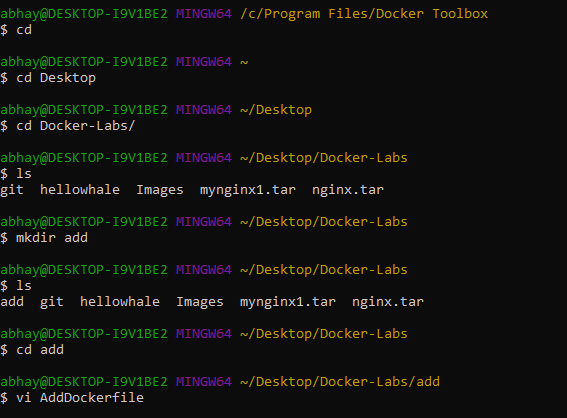 abhay@DESKTOP-I9V1BE2 MINGW64 /c/Program Files/Docker Toolbox
$ cd
abhay@DESKTOP-I9V1BE2 MINGW64 ~
$ cd Desktop
abhay@DESKTOP-I9V1BE2 MINGW64 ~/Desktop
$ cd Docker-Labs/
abhay@DESKTOP-I9V1BE2 MINGW64 ~/Desktop/Docker-Labs
$ ls
git  hellowhale  Images  mynginx1.tar  nginx.tar
abhay@DESKTOP-I9V1BE2 MINGW64 ~/Desktop/Docker-Labs
$ mkdir add
abhay@DESKTOP-I9V1BE2 MINGW64 ~/Desktop/Docker-Labs
$ ls
add  git  hellowhale  Images  mynginx1.tar  nginx.tar
abhay@DESKTOP-I9V1BE2 MINGW64 ~/Desktop/Docker-Labs
$ cd add
abhay@DESKTOP-I9V1BE2 MINGW64 ~/Desktop/Docker-Labs/add
$ vi AddDockerfile